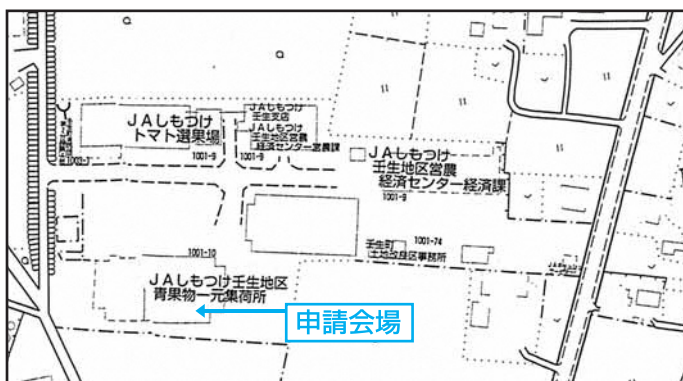 JAしもつけ
トマト選果場
1001-9
JAしもつけ
壬生支店
JAしもつけ
壬生地区営農
経済センター営農課
1001-9
JAしもつけ
壬生地区営農
経済センター経済課
1001-9
1001-10
JAしもつけ壬生地区
青果物一元集荷所
壬生町
土地改良区事務所
1001-74
申請会場